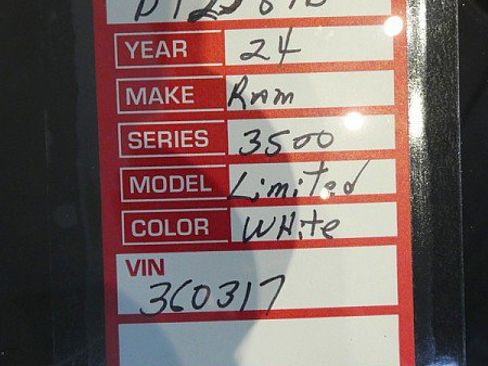 YEAR 24
MAKE Ram
SERIES 3500
MODEL Limited
COLOR WHite
VIN
360317